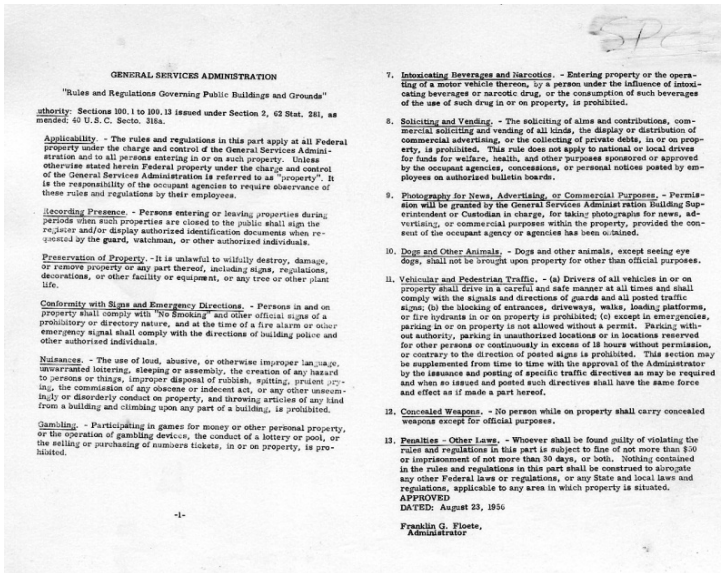 GENERAL SERVICES ADMINISTRATION
"Rules and Regulations Governing Public Buildings and Grounds"
uthority: Sections 100.1 to 100.13 issued under Section 2, 62 Stat. 281, as
mended; 40 U.S.C. Secto. 318a.
Applicability. - The rules and regulations in this part apply at all Federal
property under the charge and control of the General Services Admini-
stration and to all persons entering in or on such property. Unless
otherwise stated herein Federal property under the charge and control
of the General Services Administration is referred to as "property". It
is the responsibility of the occupant agencies to require observance of
these rules and regulations by their employees.
Recording Presence. - Persons entering or leaving properties during
periods when such properties are closed to the public shall sign the
register and/or display authorized identification documents when re-
quested by the guard, watchman, or other authorized individuals.
Preservation of Property. - It is unlawful to wilfully destroy, damage,
or remove property or any part thereof, including signs, regulations,
decorations, or other facility or equipment, or any tree or other plant
life.
Conformity with Signs and Emergency Directions. - Persons in and on
property shall comply with "No Smoking" and other official signs of a
prohibitory or directory nature, and at the time of a fire alarm or other
emergency signal shall comply with the directions of building police and
other authorized individuals.
Nuisances. - The use of loud, abusive, or otherwise improper language,
unwarranted loitering, sleeping or assembly, the creation of any hazard
to persons or things, improper disposal of rubbish, spitting, prurient pry-
ing, the commission of any obscene or indecent act, or any other unseem-
ingly or disorderly conduct on property, and throwing articles of any kind
from a building and climbing upon any part of a building, is prohibited.
Gambling. - Participating in games for money or other personal property,
or the operation of gambling devices, the conduct of a lottery or pool, or
the selling or purchasing of numbers tickets, in or on property, is pro-
hibited.
-1-
SPC
7. Intoxicating Beverages and Narcotics. - Entering property or the opera-
ting of a motor vehicle thereon, by a person under the influence of intoxi-
cating beverages or narcotic drug, or the consumption of such beverages
of the use of such drug in or on property, is prohibited.
8. Soliciting and Vending. - The soliciting of alms and contributions, com-
mercial soliciting and vending of all kinds, the display or distribution of
commercial advertising, or the collecting of private debts, in or on prop-
erty, is prohibited. This rule does not apply to national or local drives
for funds for welfare, health, and other purposes sponsored or approved
by the occupant agencies, concessions, or personal notices posted by em-
ployees on authorized bulletin boards.
9. Photography for News, Advertising, or Commercial Purposes. - Permis-
sion will be granted by the General Services Administration Building Sup-
erintendent or Custodian in charge, for taking photographs for news, ad-
vertising, or commercial purposes within the property, provided the con-
sent of the occupant agency or agencies has been obtained.
10. Dogs and Other Animals. - Dogs and other animals, except seeing eye
dogs, shall not be brought upon property for other than official purposes.
11. Vehicular and Pedestrian Traffic. - (a) Drivers of all vehicles in or on
property shall drive in a careful and safe manner at all times and shall
comply with the signals and directions of guards and all posted traffic
signs; (b) the blocking of entrances, driveways, walks, loading platforms,
or fire hydrants in or on property is prohibited; (c) except in emergencies,
parking in or on property is not allowed without a permit. Parking with-
out authority, parking in unauthorized locations or in locations reserved
for other persons or continuously in excess of 18 hours without permission,
or contrary to the direction of posted signs is prohibited. This section may
be supplemented from time to time with the approval of the Administrator
by the issuance and posting of specific traffic directives as may be required
and when so issued and posted such directives shall have the same force
and effect as if made a part hereof.
12. Concealed Weapons. - No person while on property shall carry concealed
weapons except for official purposes.
13. Penalties - Other Laws. - Whoever shall be found guilty of violating the
rules and regulations in this part is subject to fine of not more than $50
or imprisonment of not more than 30 days, or both. Nothing contained
in the rules and regulations in this part shall be construed to abrogate
any other Federal laws or regulations, or any State and local laws and
regulations, applicable to any area in which property is situated.
APPROVED
DATED: August 23, 1956
Franklin G. Floete,
Administrator